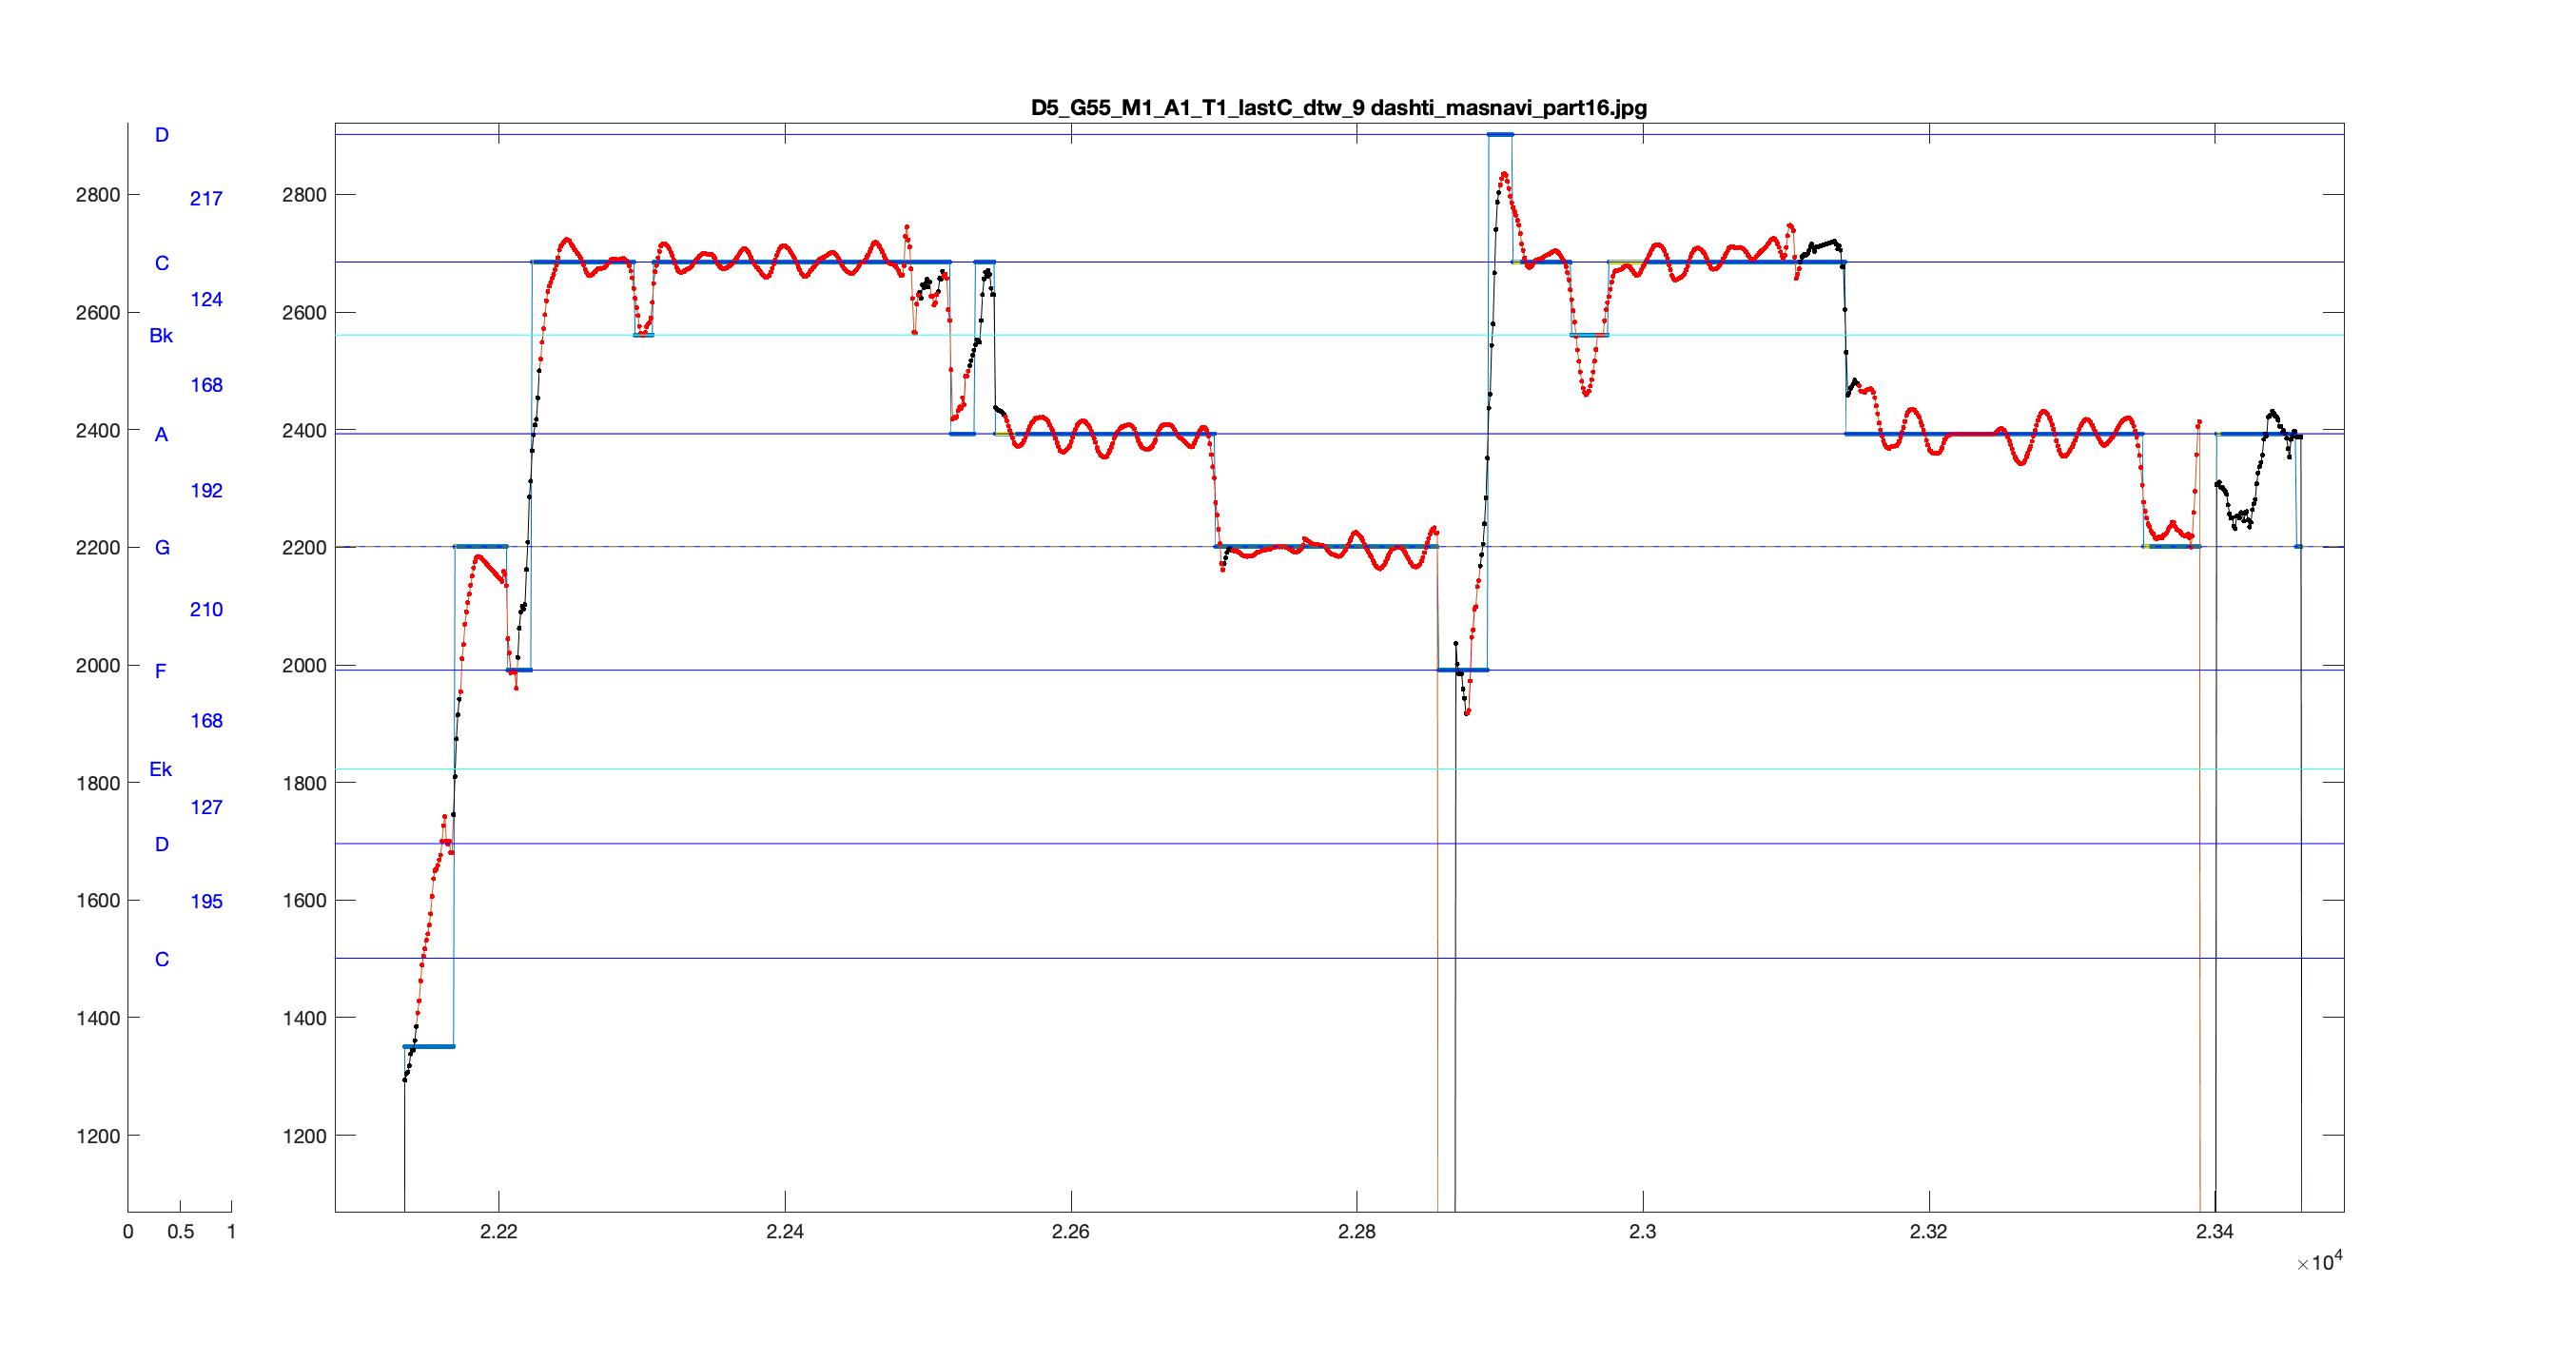 D5_G55_M1_A1_T1_lastC_dtw_9 dashti_masnavi_part16.jpg
D
2800 217 2800
C
124
2600 2600
Bk
168
2400 A 2400
192
2200 G 2200
210
2000 F 2000
168
Ek
1800 1800
127
D
1600 195 1600
C
1400 1400
1200 1200
0 0.5 1 2.22 2.24 2.26 2.28 2.3 2.32 2.34
×10^4